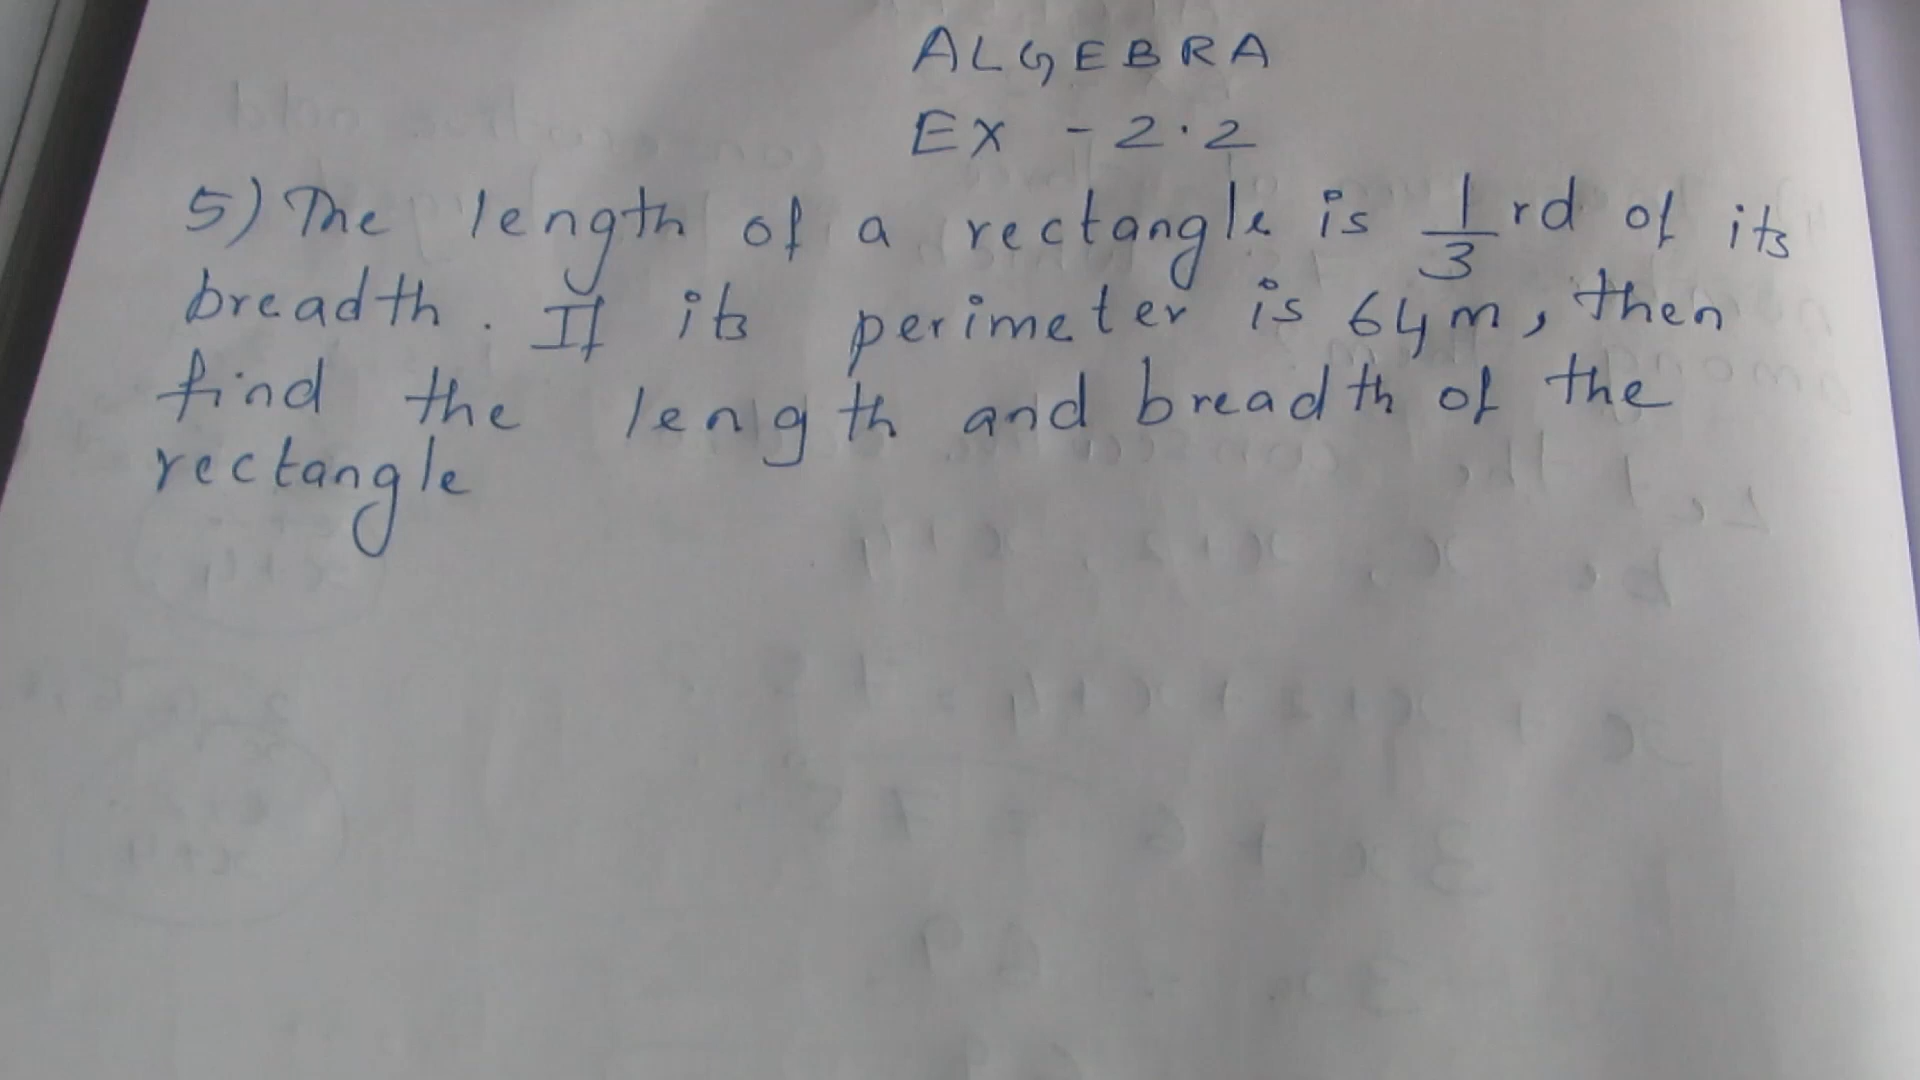 ALGEBRA
EX - 2.2
5) The length of a rectangle is 1/3 rd of its
breadth. If its perimeter is 64m, then
find the length and breadth of the
rectangle